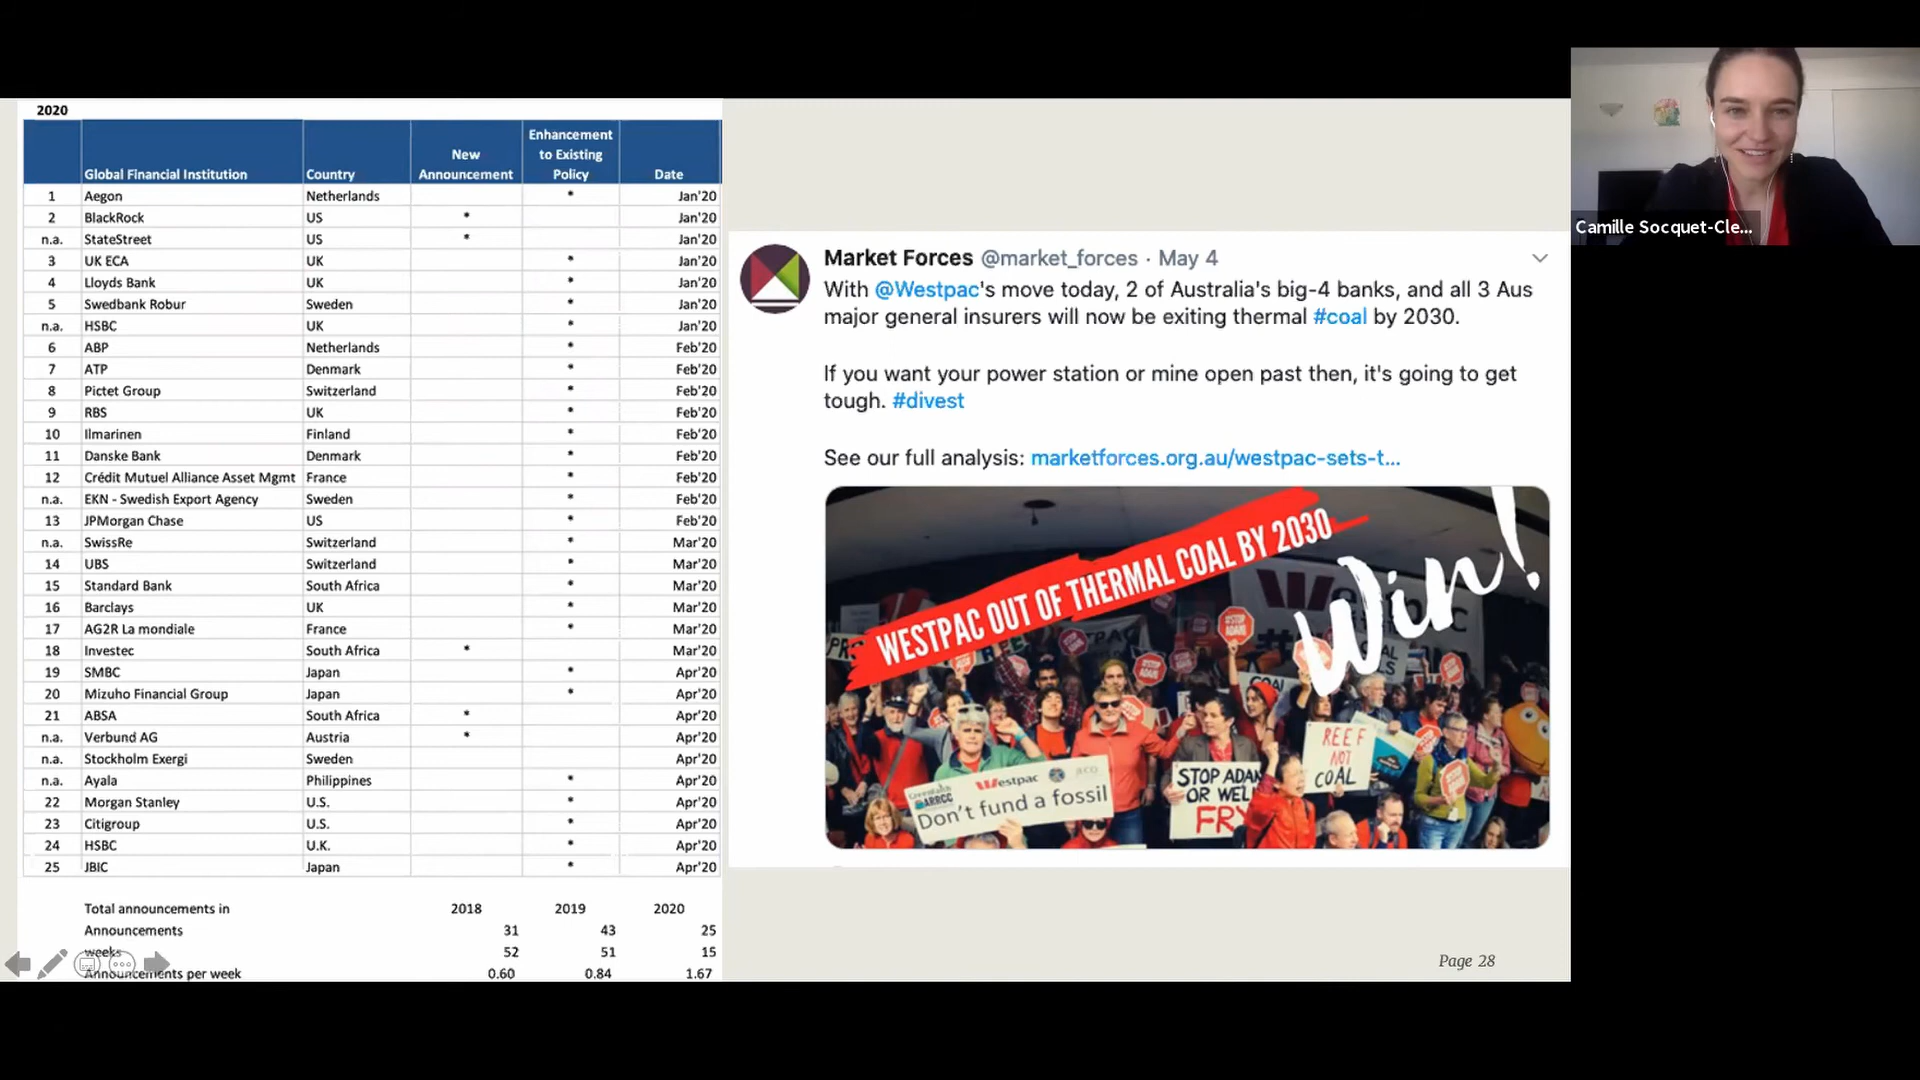 2020
Global Financial Institution Country New Announcement Enhancement to Existing Policy Date
1 Aegon Netherlands * Jan'20
2 BlackRock US * Jan'20
n.a. StateStreet US * Jan'20
3 UK ECA UK * Jan'20
4 Lloyds Bank UK * Jan'20
5 Swedbank Robur Sweden * Jan'20
n.a. HSBC UK * Jan'20
6 ABP Netherlands * Feb'20
7 ATP Denmark * Feb'20
8 Pictet Group Switzerland * Feb'20
9 RBS UK * Feb'20
10 Ilmarinen Finland * Feb'20
11 Danske Bank Denmark * Feb'20
12 Crédit Mutuel Alliance Asset Mgmt France * Feb'20
n.a. EKN - Swedish Export Agency Sweden * Feb'20
13 JPMorgan Chase US * Feb'20
n.a. SwissRe Switzerland * Mar'20
14 UBS Switzerland * Mar'20
15 Standard Bank South Africa * Mar'20
16 Barclays UK * Mar'20
17 AG2R La mondiale France * Mar'20
18 Investec South Africa * Mar'20
19 SMBC Japan * Apr'20
20 Mizuho Financial Group Japan * Apr'20
21 ABSA South Africa * Apr'20
n.a. Verbund AG Austria * Apr'20
n.a. Stockholm Exergi Sweden Apr'20
n.a. Ayala Philippines * Apr'20
22 Morgan Stanley U.S. * Apr'20
23 Citigroup U.S. * Apr'20
24 HSBC U.K. * Apr'20
25 JBIC Japan * Apr'20
Total announcements in 2018 2019 2020
Announcements 31 43 25
weeks 52 51 15
Announcements per week 0.60 0.84 1.67
Market Forces @market_forces · May 4
With @Westpac's move today, 2 of Australia's big-4 banks, and all 3 Aus
major general insurers will now be exiting thermal #coal by 2030.
If you want your power station or mine open past then, it's going to get
tough. #divest
See our full analysis: marketforces.org.au/westpac-sets-t...
WESTPAC OUT OF THERMAL COAL BY 2030
Win!
Westpac
ARRCC
Don't fund a fossil
STOP ADAN
OR WE'LL
FRY
REEF
NOT
COAL
COAL
Page 28
Camille Socquet-Cle...